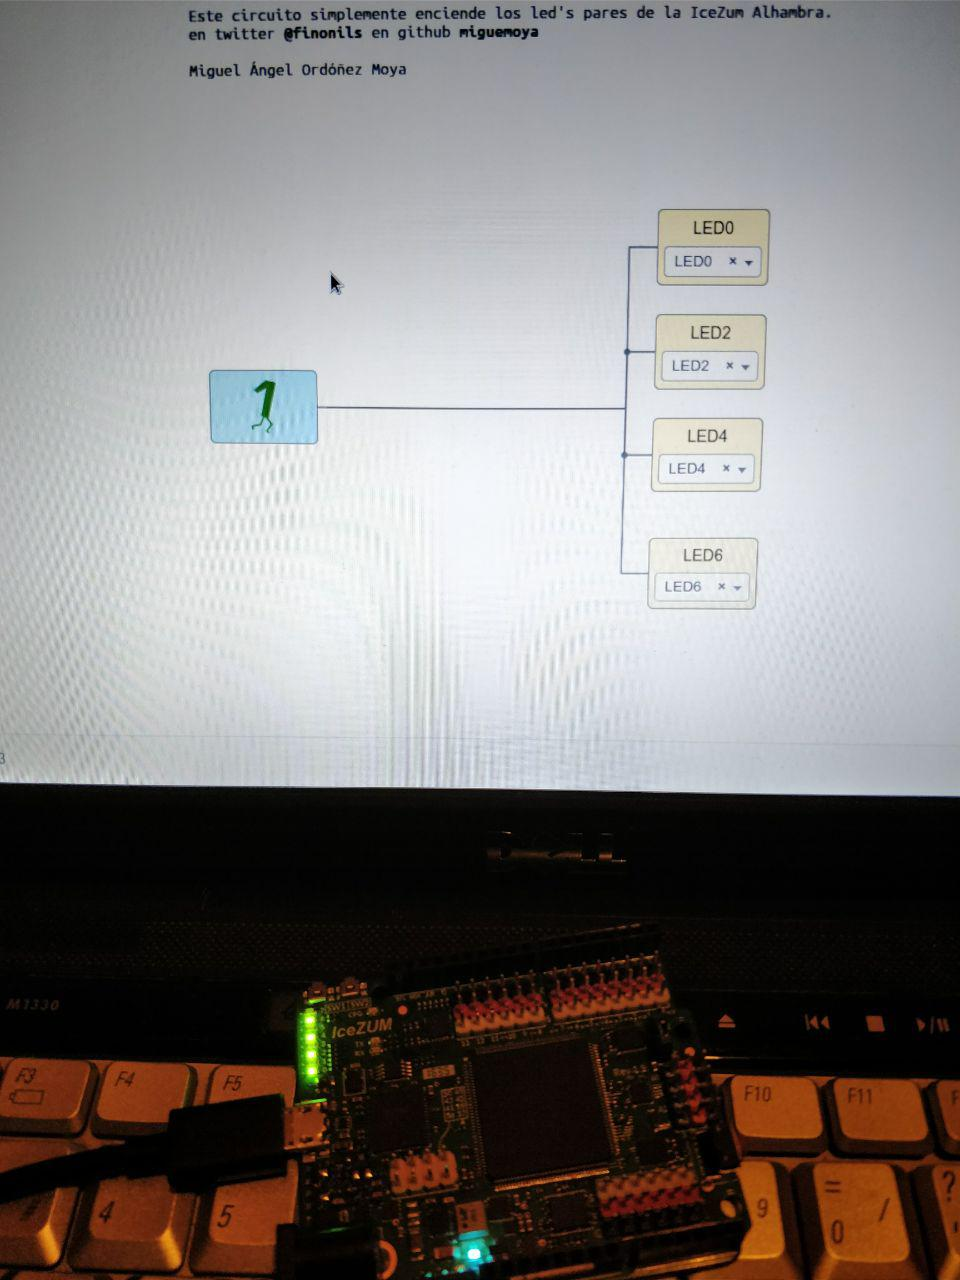 Este circuito simplemente enciende los led's pares de la IceZum Alhambra.
en twitter @finonils en github miguemoya
Miguel Ángel Ordóñez Moya
LED0
LED0
LED2
LED2
1
LED4
LED4
LED6
LED6
3
DELL
M1330
IceZUM
F3
F4
F5
F10
F11
4
5
9
=
0
/
?